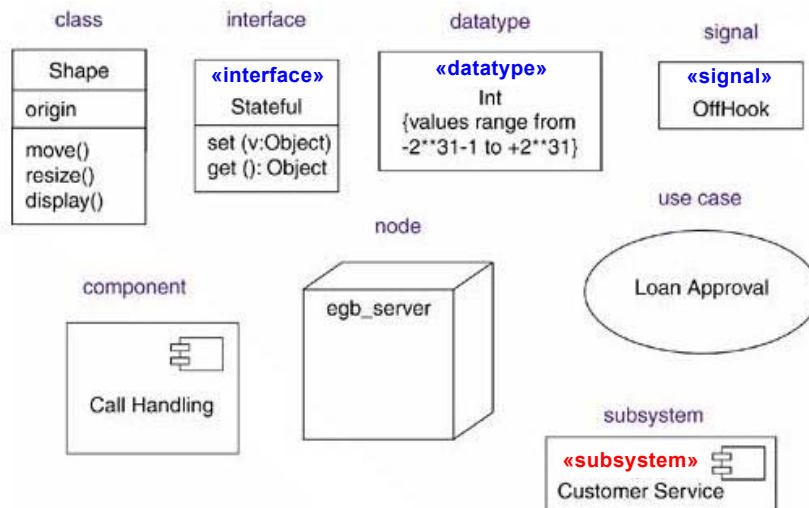 class
Shape
origin
move()
resize()
display()
interface
«interface»
Stateful
set (v:Object)
get (): Object
datatype
«datatype»
Int
{values range from
-2**31-1 to +2**31}
signal
«signal»
OffHook
component
Call Handling
node
egb_server
use case
Loan Approval
subsystem
«subsystem»
Customer Service